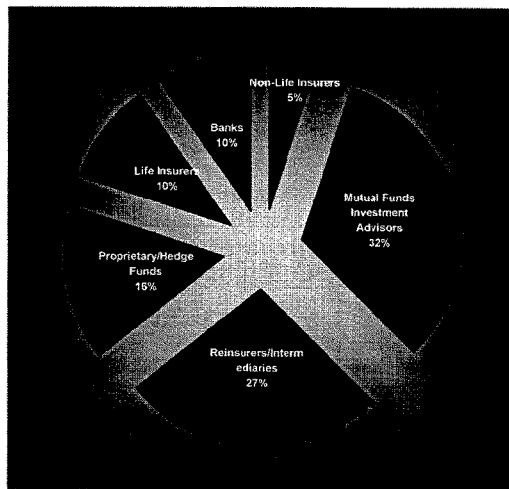 Non-Life Insurers
5%
Banks
10%
Life Insurers
10%
Mutual Funds
Investment
Advisors
32%
Proprietary/Hedge
Funds
16%
Reinsurers/Interm
ediaries
27%